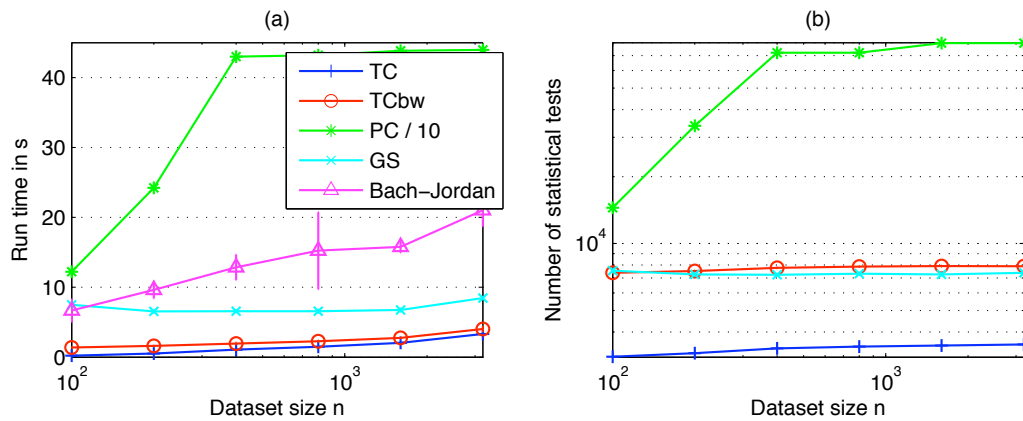 (a)
Run time in s
40
30
20
10
0
10^2
10^3
Dataset size n
TC
TCbw
PC / 10
GS
Bach-Jordan
(b)
Number of statistical tests
10^4
10^2
10^3
Dataset size n